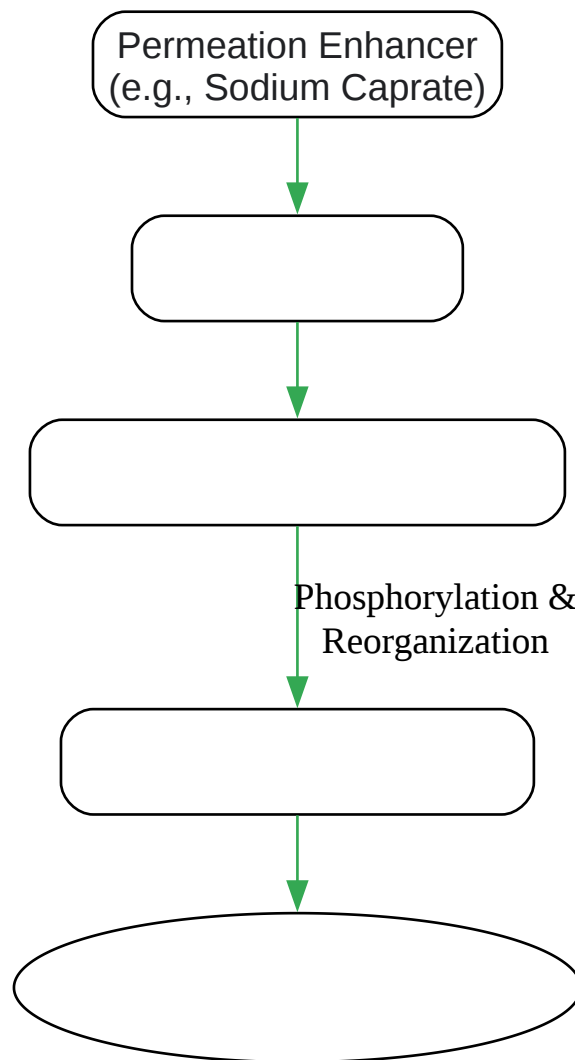 Permeation Enhancer
(e.g., Sodium Caprate)
Phosphorylation &
Reorganization